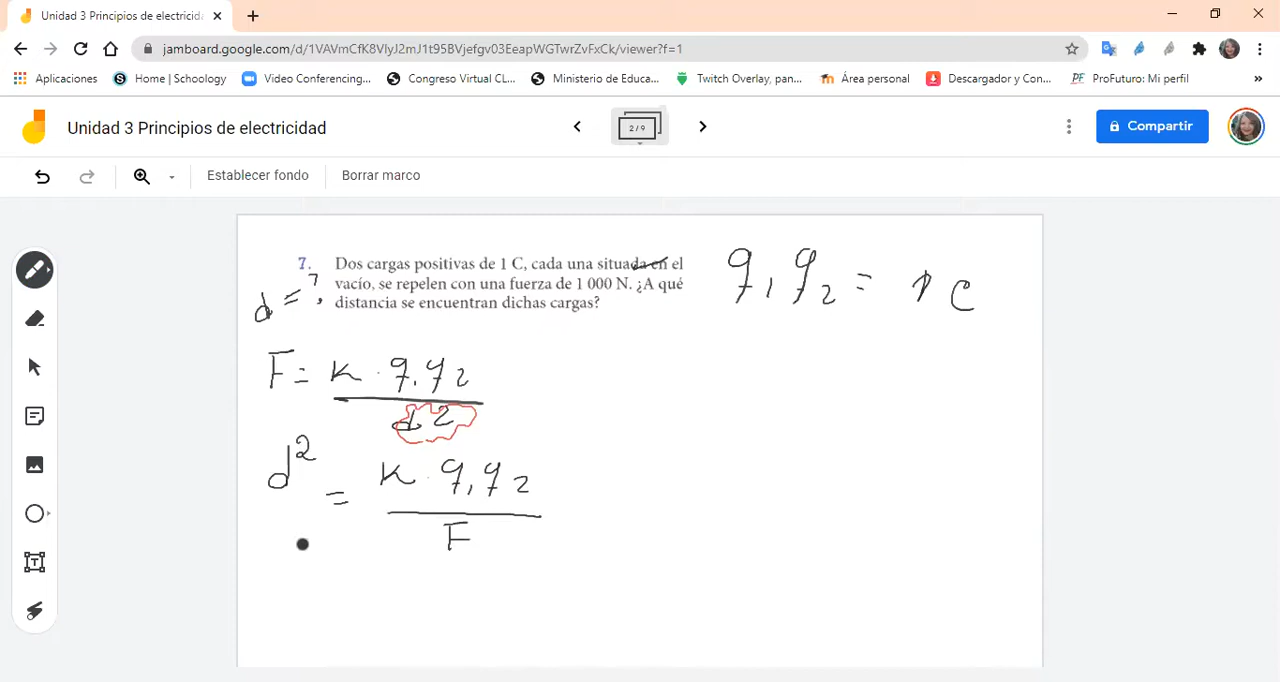 Unidad 3 Principios de electricida
jamboard.google.com/d/1VAVmCfK8VlyJ2mJ1t95BVjefgv03EeapWGTwrZvFxCk/viewer?f=1
Aplicaciones Home | Schoology Video Conferencing,... Congreso Virtual CL... Ministerio de Educa... Twitch Overlay, pan... Área personal Descargador y Con... PF ProFuturo: Mi perfil »
Unidad 3 Principios de electricidad
2/9
Compartir
Establecer fondo Borrar marco
7. Dos cargas positivas de 1 C, cada una situada en el
vacío, se repelen con una fuerza de 1 000 N. ¿A qué
distancia se encuentran dichas cargas?
q1 q2 = 1 C
d = ?
F = K · q1 q2
d2
d2 = K · q1 q2
F